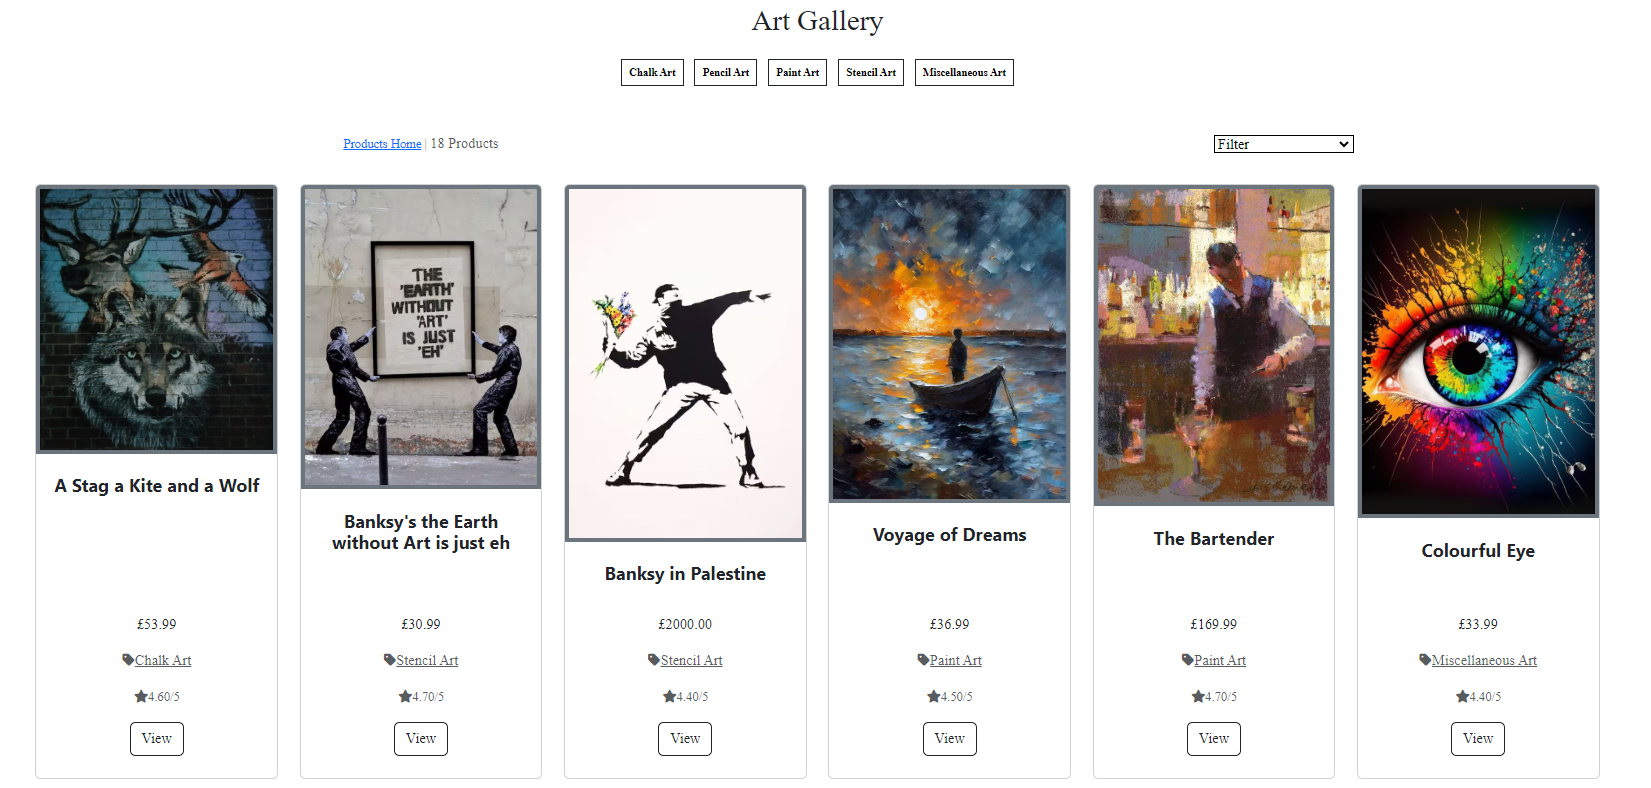 Art Gallery
Chalk Art
Pencil Art
Paint Art
Stencil Art
Miscellaneous Art
Products Home | 18 Products
Filter
THE
'EARTH'
WITHOUT
'ART'
IS JUST
'EH'
A Stag a Kite and a Wolf
£53.99
Chalk Art
4.60/5
View
Banksy's the Earth
without Art is just eh
£30.99
Stencil Art
4.70/5
View
Banksy in Palestine
£2000.00
Stencil Art
4.40/5
View
Voyage of Dreams
£36.99
Paint Art
4.50/5
View
The Bartender
£169.99
Paint Art
4.70/5
View
Colourful Eye
£33.99
Miscellaneous Art
4.40/5
View